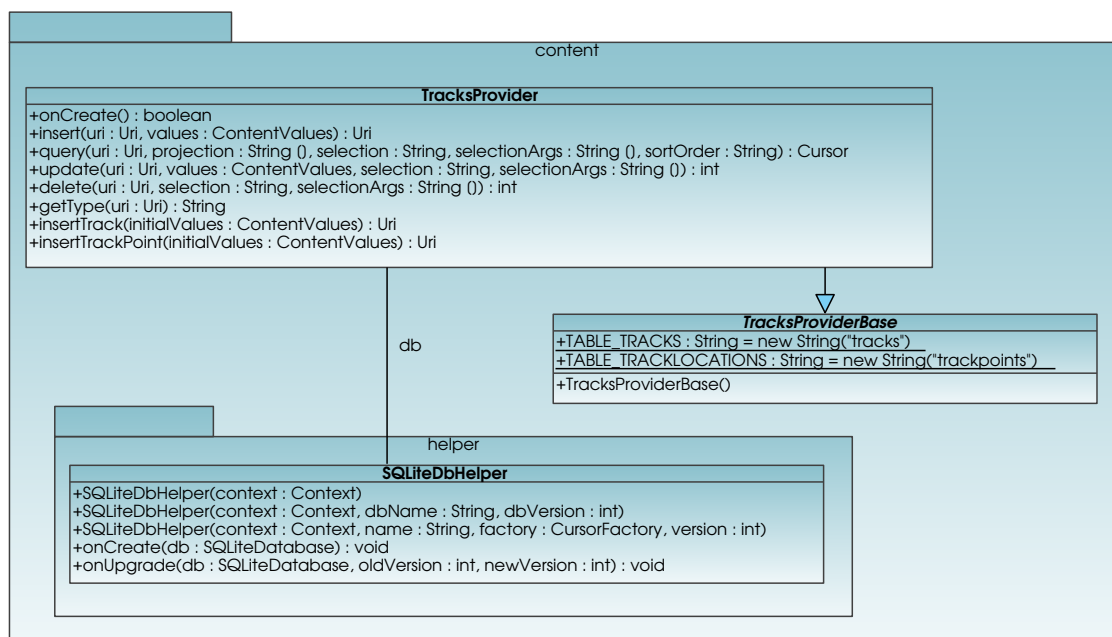 content
TracksProvider
+onCreate() : boolean
+insert(uri : Uri, values : ContentValues) : Uri
+query(uri : Uri, projection : String [], selection : String, selectionArgs : String [], sortOrder : String) : Cursor
+update(uri : Uri, values : ContentValues, selection : String, selectionArgs : String []) : int
+delete(uri : Uri, selection : String, selectionArgs : String []) : int
+getType(uri : Uri) : String
+insertTrack(initialValues : ContentValues) : Uri
+insertTrackPoint(initialValues : ContentValues) : Uri
TracksProviderBase
+TABLE_TRACKS : String = new String("tracks")
+TABLE_TRACKLOCATIONS : String = new String("trackpoints")
+TracksProviderBase()
db
helper
SQLiteDbHelper
+SQLiteDbHelper(context : Context)
+SQLiteDbHelper(context : Context, dbName : String, dbVersion : int)
+SQLiteDbHelper(context : Context, name : String, factory : CursorFactory, version : int)
+onCreate(db : SQLiteDatabase) : void
+onUpgrade(db : SQLiteDatabase, oldVersion : int, newVersion : int) : void